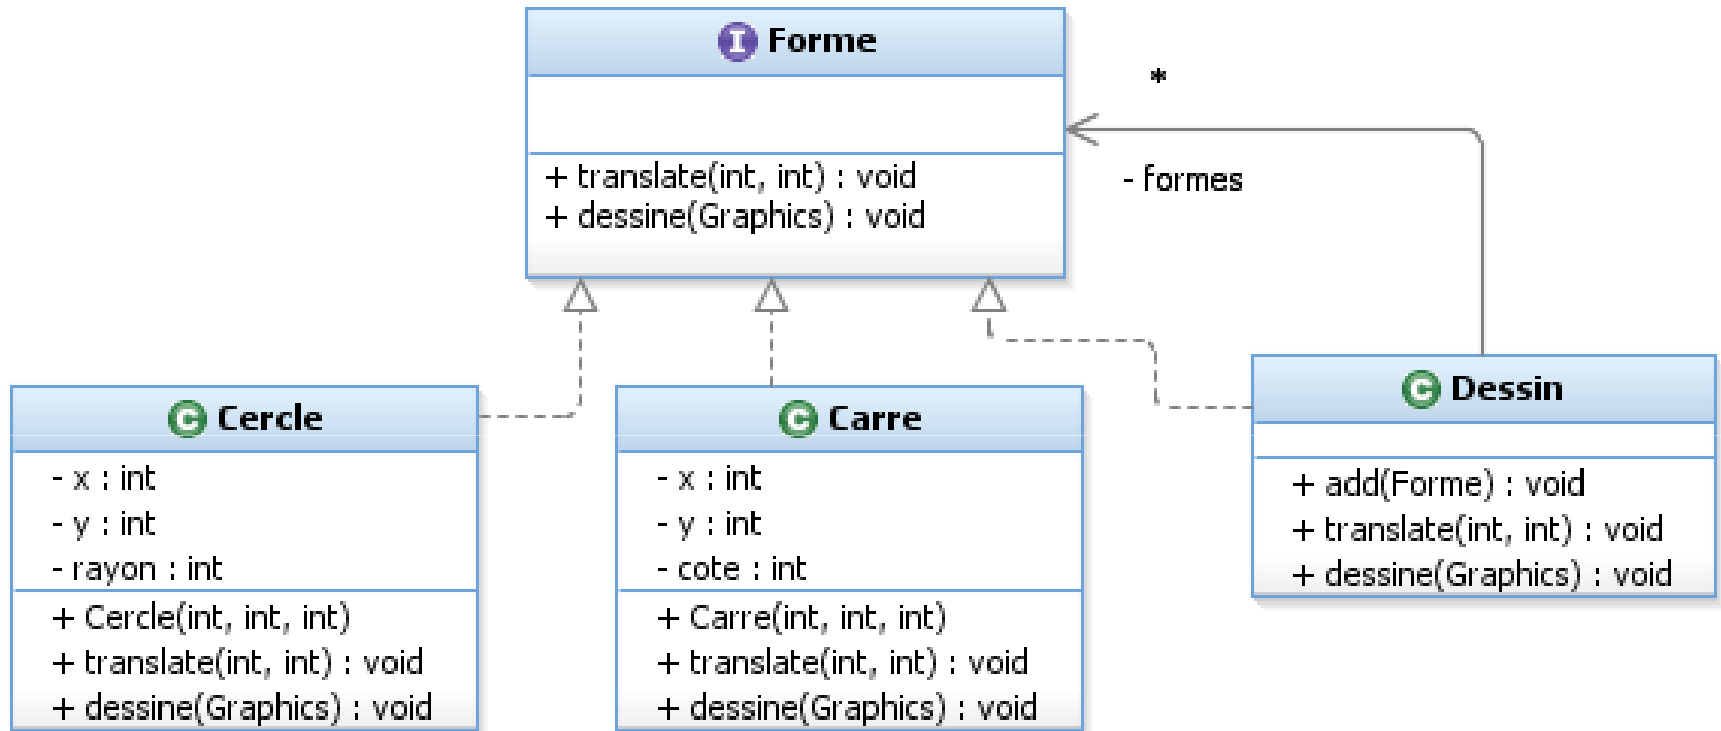 I Forme
+ translate(int, int) : void
+ dessine(Graphics) : void
*
- formes
C Cercle
- x : int
- y : int
- rayon : int
+ Cercle(int, int, int)
+ translate(int, int) : void
+ dessine(Graphics) : void
C Carre
- x : int
- y : int
- cote : int
+ Carre(int, int, int)
+ translate(int, int) : void
+ dessine(Graphics) : void
C Dessin
+ add(Forme) : void
+ translate(int, int) : void
+ dessine(Graphics) : void